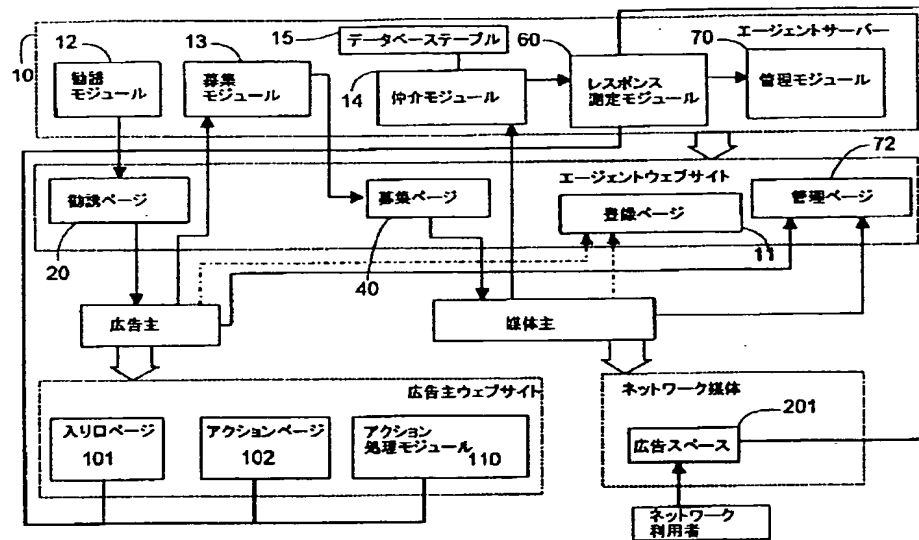 12
13
15
データベーステーブル
60
エージェントサーバー
70
10
勧誘
モジュール
募集
モジュール
14
仲介モジュール
レスポンス
測定モジュール
管理モジュール
72
エージェントウェブサイト
勧誘ページ
募集ページ
登録ページ
管理ページ
20
40
11
広告主
媒体主
広告主ウェブサイト
ネットワーク媒体
入り口ページ
101
アクションページ
102
アクション
処理モジュール
110
201
広告スペース
ネットワーク
利用者